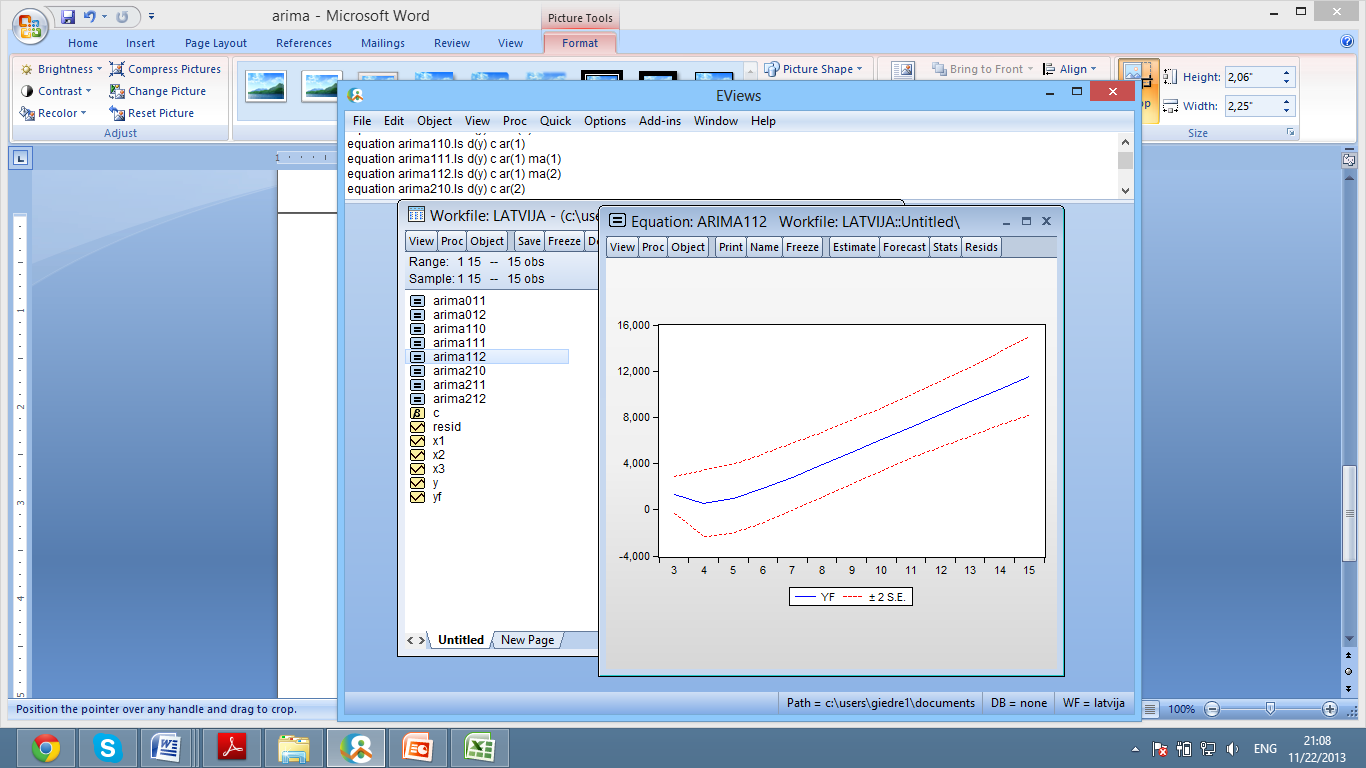 arima - Microsoft Word
Picture Tools
Home Insert Page Layout References Mailings Review View Format
Brightness Compress Pictures Picture Shape Bring to Front Align Height: 2,06"
Contrast Change Picture Width: 2,25"
Recolor Reset Picture
Adjust Size
EViews
File Edit Object View Proc Quick Options Add-ins Window Help
equation arima110.ls d(y) c ar(1)
equation arima111.ls d(y) c ar(1) ma(1)
equation arima112.ls d(y) c ar(1) ma(2)
equation arima210.ls d(y) c ar(2)
Workfile: LATVIJA - (c:\use
View Proc Object Save Freeze De
Range: 1 15 -- 15 obs
Sample: 1 15 -- 15 obs
arima011
arima012
arima110
arima111
arima112
arima210
arima211
arima212
c
resid
x1
x2
x3
y
yf
Untitled New Page
Equation: ARIMA112 Workfile: LATVIJA::Untitled\
View Proc Object Print Name Freeze Estimate Forecast Stats Resids
16,000
12,000
8,000
4,000
0
-4,000
3 4 5 6 7 8 9 10 11 12 13 14 15
YF ± 2 S.E.
Path = c:\users\giedre1\documents DB = none WF = latvija
Position the pointer over any handle and drag to crop. 100%
ENG 21:08
11/22/2013